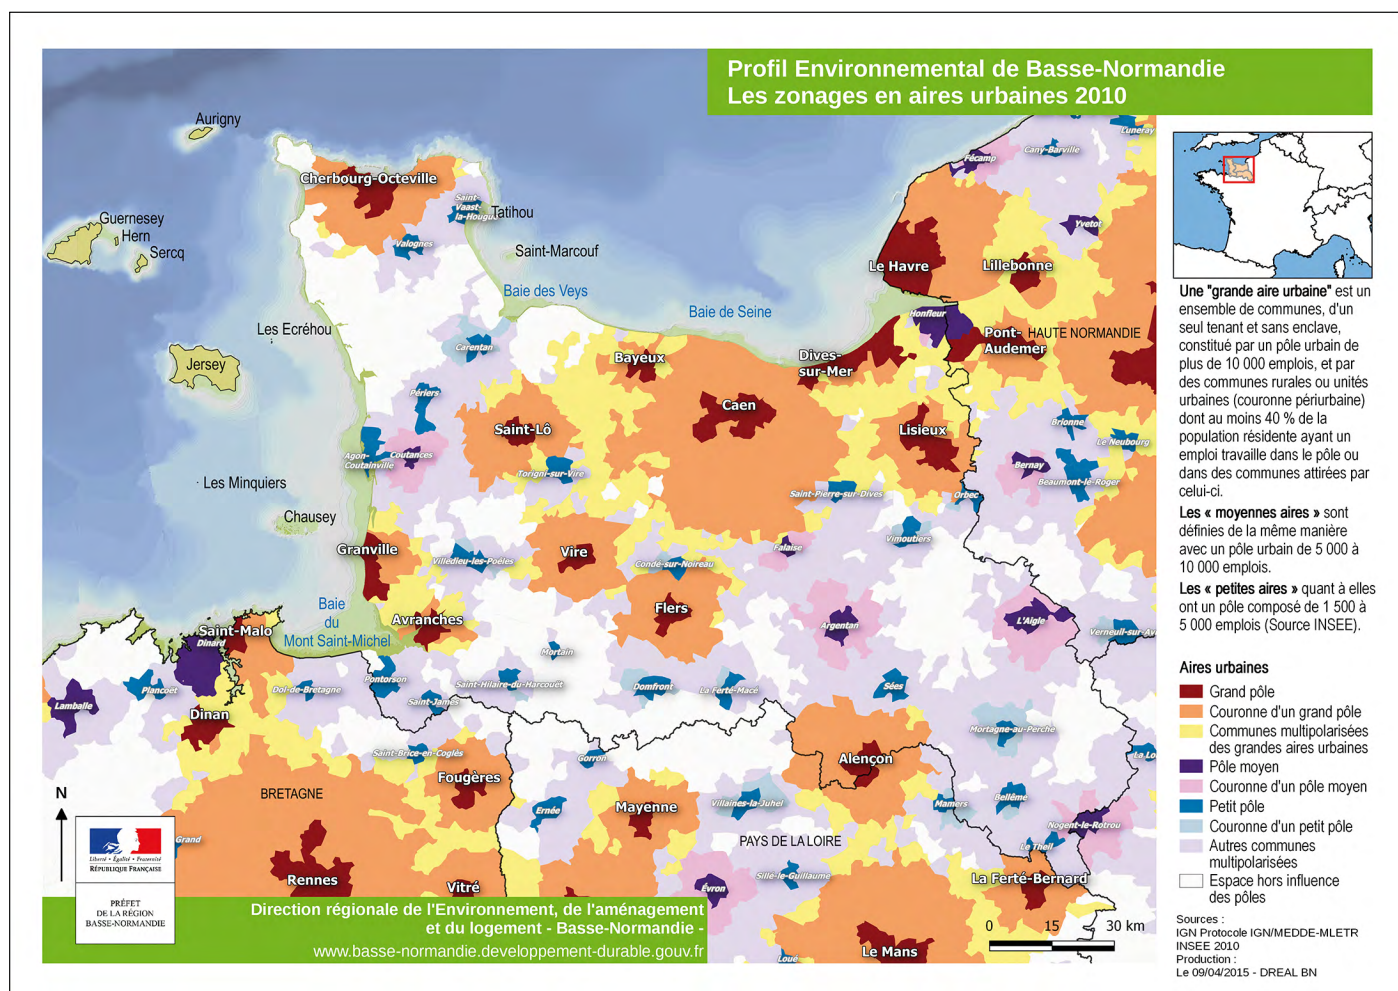 Profil Environnemental de Basse-Normandie
Les zonages en aires urbaines 2010
Aurigny
Guernesey
Hern
Sercq
Cherbourg-Octeville
Saint-
Vaast-
la-Hougue
Tatihou
Valognes
Saint-Marcouf
Baie des Veys
Baie de Seine
Les Ecréhou
Jersey
Les Minquiers
Chausey
Carentan
Périers
Bayeux
Saint-Lô
Agon-
Coutainville
Coutances
Torigni-sur-Vire
Caen
Dives-
sur-Mer
Le Havre
Lillebonne
Fécamp
Cany-Barville
Luneray
Yvetot
Honfleur
Pont-
Audemer
HAUTE NORMANDIE
Lisieux
Brionne
Le Neubourg
Bernay
Beaumont-le-Roger
Orbec
Saint-Pierre-sur-Dives
Vimoutiers
Falaise
Granville
Villedieu-les-Poêles
Vire
Condé-sur-Noireau
Flers
Avranches
Baie
du
Mont Saint-Michel
Saint-Malo
Dinard
Argentan
L'Aigle
Verneuil-sur-Av
Mortain
Lamballe
Plancoët
Dinan
Dol-de-Bretagne
Pontorson
Saint-James
Saint-Hilaire-du-Harcouët
Domfront
La Ferté-Macé
Sées
Mortagne-au-Perche
La Lo
Saint-Brice-en-Coglès
Gorron
Alençon
Fougères
BRETAGNE
Ernée
Mayenne
Villaines-la-Juhel
Mamers
Bellême
Nogent-le-Rotrou
Le Theil
PAYS DE LA LOIRE
Grand
Rennes
Vitré
Évron
Sille-le-Guillaume
La Ferté-Bernard
Loué
Le Mans
N
Liberté • Égalité • Fraternité
RÉPUBLIQUE FRANÇAISE
PRÉFET
DE LA RÉGION
BASSE-NORMANDIE
Direction régionale de l'Environnement, de l'aménagement
et du logement - Basse-Normandie -
www.basse-normandie.developpement-durable.gouv.fr
0 15 30 km
Une "grande aire urbaine" est un
ensemble de communes, d'un
seul tenant et sans enclave,
constitué par un pôle urbain de
plus de 10 000 emplois, et par
des communes rurales ou unités
urbaines (couronne périurbaine)
dont au moins 40 % de la
population résidente ayant un
emploi travaille dans le pôle ou
dans des communes attirées par
celui-ci.
Les « moyennes aires » sont
définies de la même manière
avec un pôle urbain de 5 000 à
10 000 emplois.
Les « petites aires » quant à elles
ont un pôle composé de 1 500 à
5 000 emplois (Source INSEE).
Aires urbaines
Grand pôle
Couronne d'un grand pôle
Communes multipolarisées
des grandes aires urbaines
Pôle moyen
Couronne d'un pôle moyen
Petit pôle
Couronne d'un petit pôle
Autres communes
multipolarisées
Espace hors influence
des pôles
Sources :
IGN Protocole IGN/MEDDE-MLETR
INSEE 2010
Production :
Le 09/04/2015 - DREAL BN